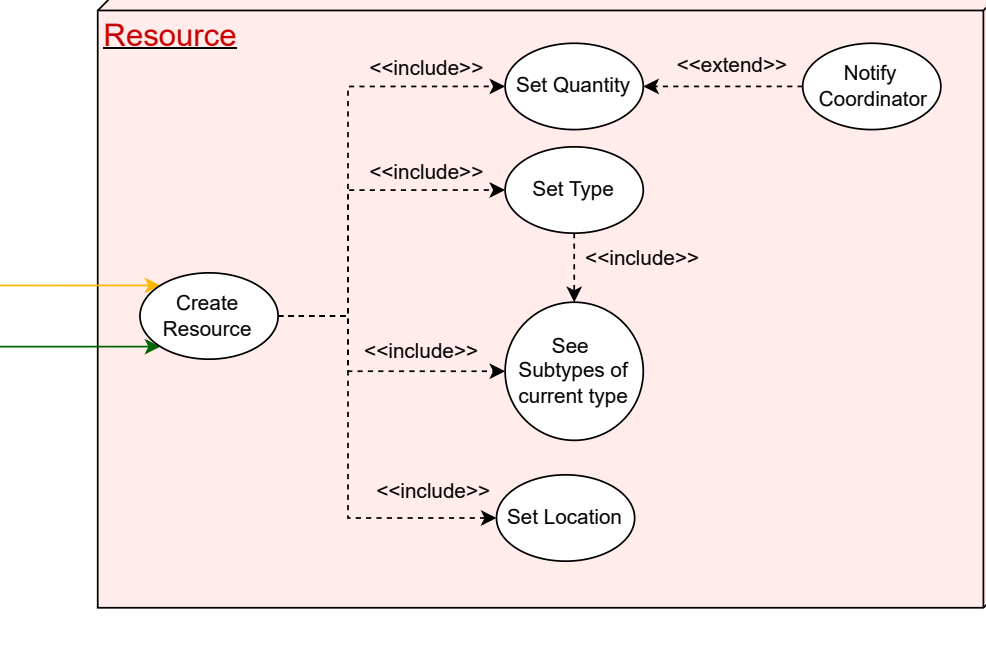 Resource
<<include>>
Set Quantity
<<extend>>
Notify
Coordinator
<<include>>
Set Type
<<include>>
Create
Resource
<<include>>
See
Subtypes of
current type
<<include>>
Set Location